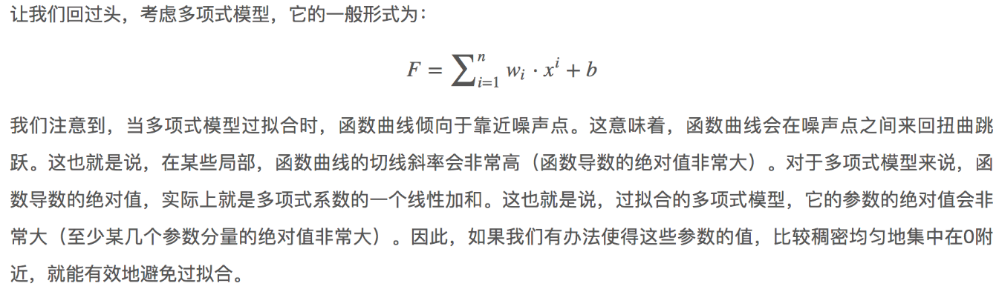 让我们回过头，考虑多项式模型，它的一般形式为：
F = ∑_{i=1}^{n} w_i · x^i + b
我们注意到，当多项式模型过拟合时，函数曲线倾向于靠近噪声点。这意味着，函数曲线会在噪声点之间来回扭曲跳
跃。这也就是说，在某些局部，函数曲线的切线斜率会非常高（函数导数的绝对值非常大）。对于多项式模型来说，函
数导数的绝对值，实际上就是多项式系数的一个线性加和。这也就是说，过拟合的多项式模型，它的参数的绝对值会非
常大（至少某几个参数分量的绝对值非常大）。因此，如果我们有办法使得这些参数的值，比较稠密均匀地集中在0附
近，就能有效地避免过拟合。